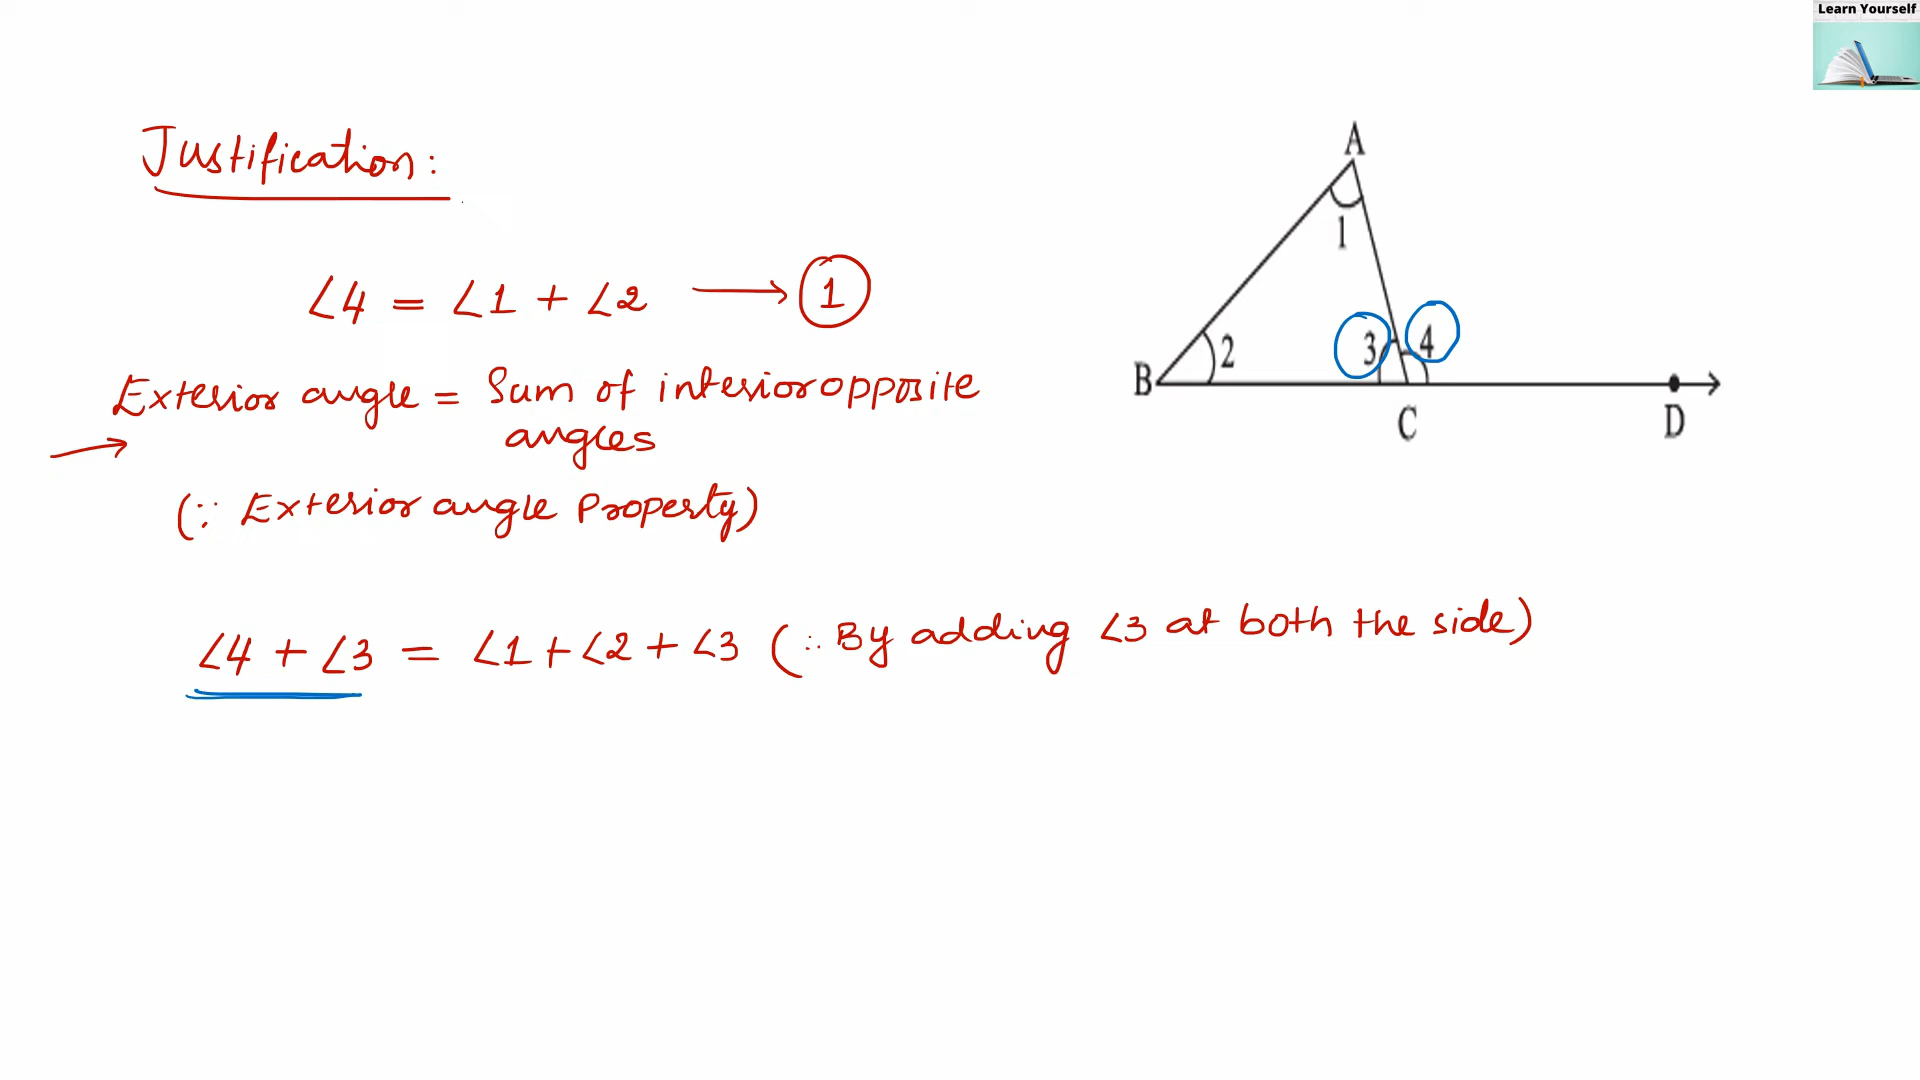 Learn Yourself
Justification:
∠4 = ∠1 + ∠2 ⟶ ①
Exterior angle = Sum of interior opposite
angles
(∵ Exterior angle Property)
∠4 + ∠3 = ∠1 + ∠2 + ∠3 (∵ By adding ∠3 at both the side)
A
1
B
2
3
4
C
D